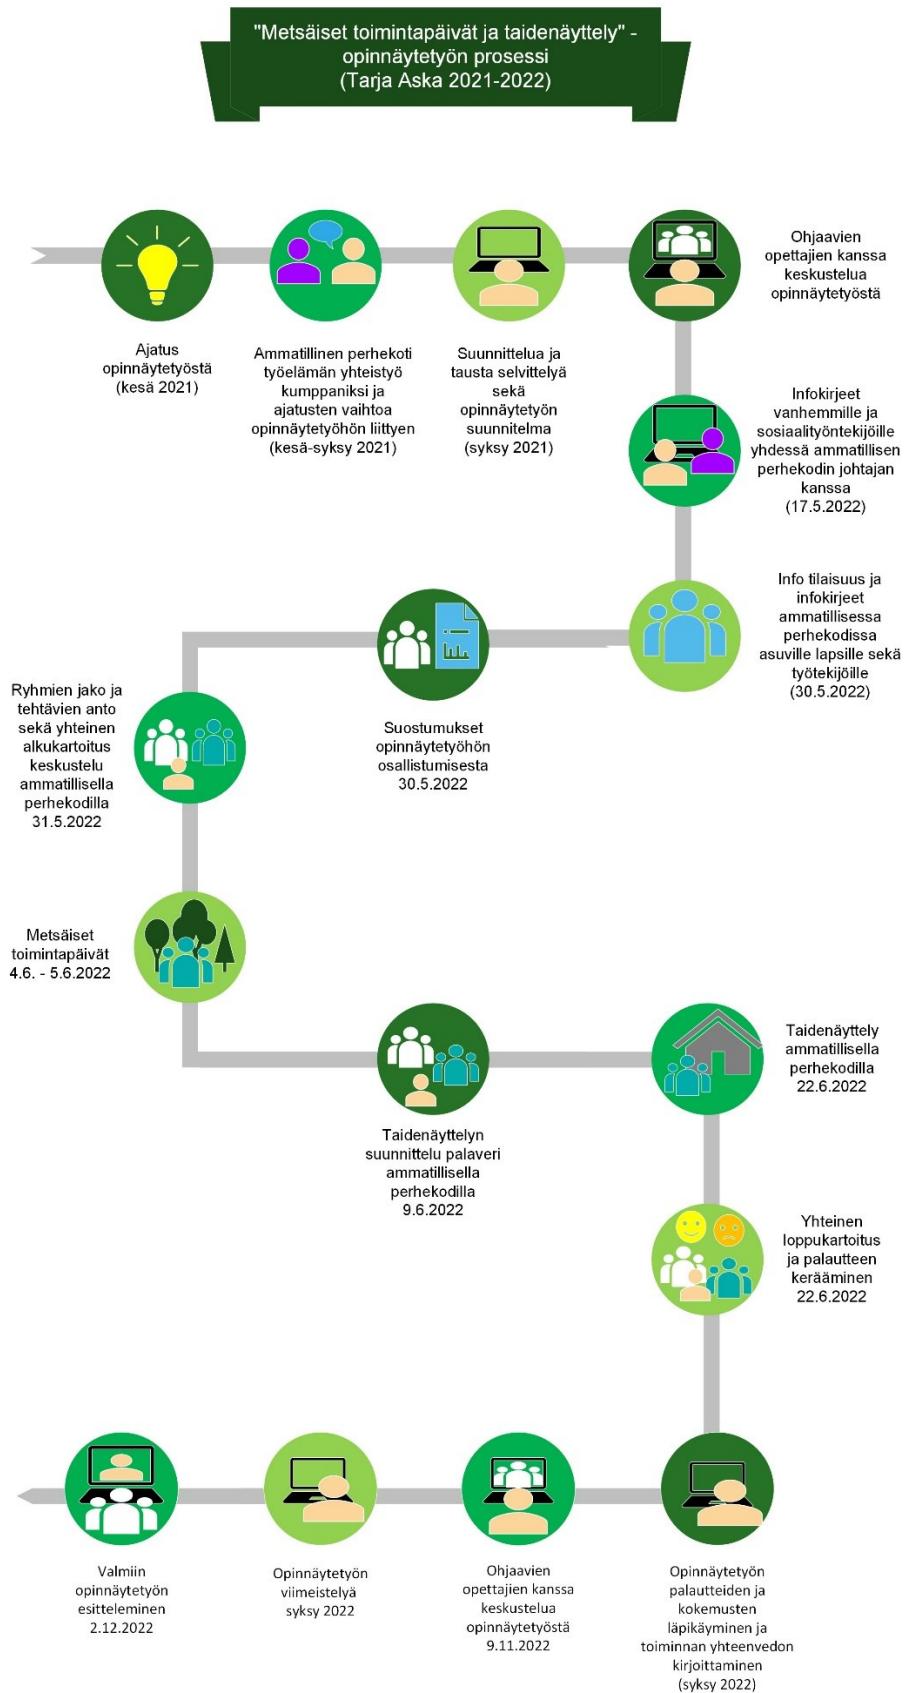 "Metsäiset toimintapäivät ja taidenäyttely" -
opinnäytetyön prosessi
(Tarja Aska 2021-2022)
Ajatus
opinnäytetyöstä
(kesä 2021)
Ammatillinen perhekoti
työelämän yhteistyö
kumppaniksi ja
ajatusten vaihtoa
opinnäytetyöhön liittyen
(kesä-syksy 2021)
Suunnittelua ja
tausta selvittelyä
sekä
opinnäytetyön
suunnitelma
(syksy 2021)
Ohjaavien
opettajien kanssa
keskustelua
opinnäytetyöstä
Infokirjeet
vanhemmille ja
sosiaalityöntekijöille
yhdessä ammatillisen
perhekodin johtajan
kanssa
(17.5.2022)
Info tilaisuus ja
infokirjeet
ammatillisessa
perhekodissa
asuville lapsille sekä
työtekijöille
(30.5.2022)
Suostumukset
opinnäytetyöhön
osallistumisesta
30.5.2022
Ryhmien jako ja
tehtävien anto
sekä yhteinen
alkukartoitus
keskustelu
ammatillisella
perhekodilla
31.5.2022
Metsäiset
toimintapäivät
4.6. - 5.6.2022
Taidenäyttelyn
suunnittelu palaveri
ammatillisella
perhekodilla
9.6.2022
Taidenäyttely
ammatillisella
perhekodilla
22.6.2022
Yhteinen
loppukartoitus
ja palautteen
kerääminen
22.6.2022
Opinnäytetyön
palautteiden ja
kokemusten
läpikäyminen ja
toiminnan yhteenvedon
kirjoittaminen
(syksy 2022)
Ohjaavien
opettajien kanssa
keskustelua
opinnäytetyöstä
9.11.2022
Opinnäytetyön
viimeistelyä
syksy 2022
Valmiin
opinnäytetyön
esitteleminen
2.12.2022